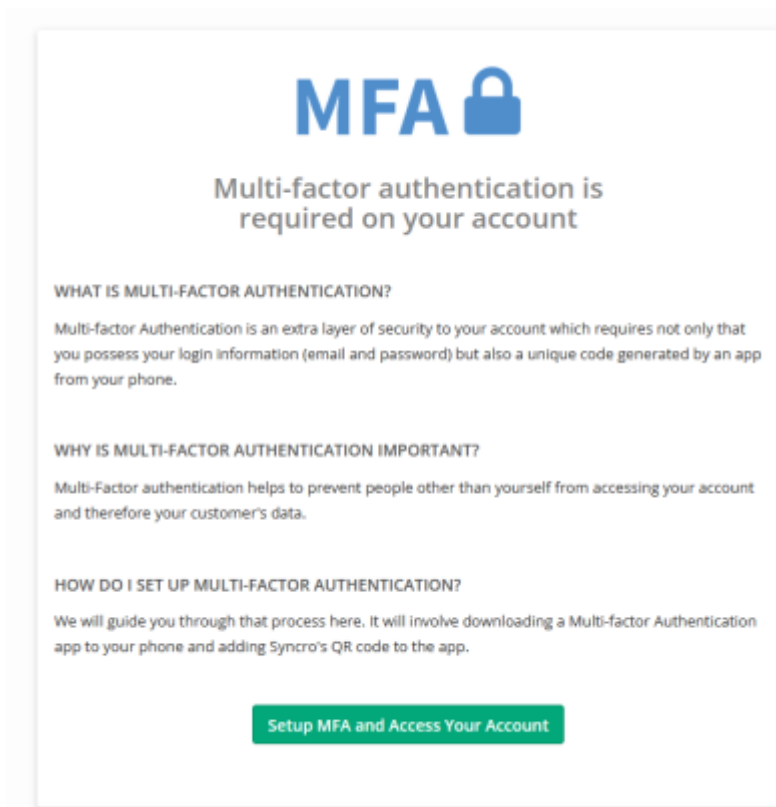 MFA
Multi-factor authentication is
required on your account
WHAT IS MULTI-FACTOR AUTHENTICATION?
Multi-factor Authentication is an extra layer of security to your account which requires not only that
you possess your login information (email and password) but also a unique code generated by an app
from your phone.
WHY IS MULTI-FACTOR AUTHENTICATION IMPORTANT?
Multi-Factor authentication helps to prevent people other than yourself from accessing your account
and therefore your customer's data.
HOW DO I SET UP MULTI-FACTOR AUTHENTICATION?
We will guide you through that process here. It will involve downloading a Multi-factor Authentication
app to your phone and adding Syncro's QR code to the app.
Setup MFA and Access Your Account